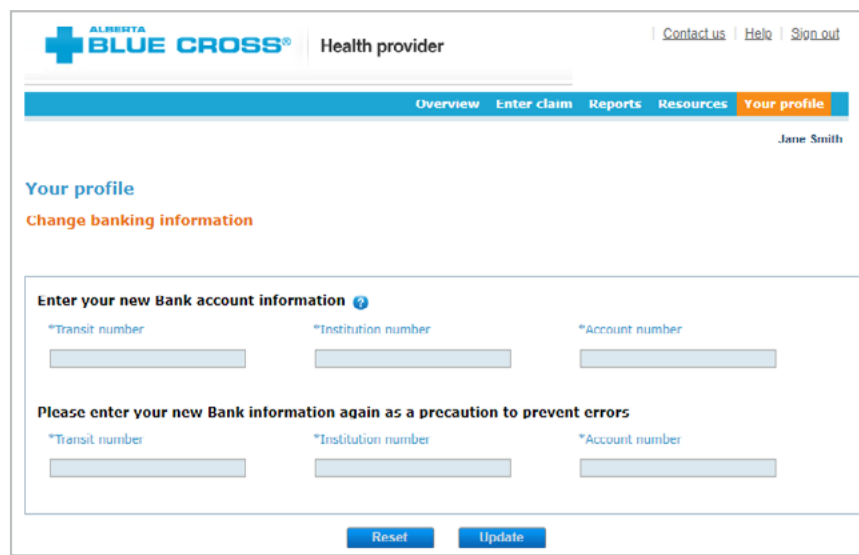 ALBERTA
BLUE CROSS® Health provider
Contact us | Help | Sign out
Overview Enter claim Reports Resources Your profile
Jane Smith
Your profile
Change banking information
Enter your new Bank account information ?
*Transit number *Institution number *Account number
Please enter your new Bank information again as a precaution to prevent errors
*Transit number *Institution number *Account number
Reset Update